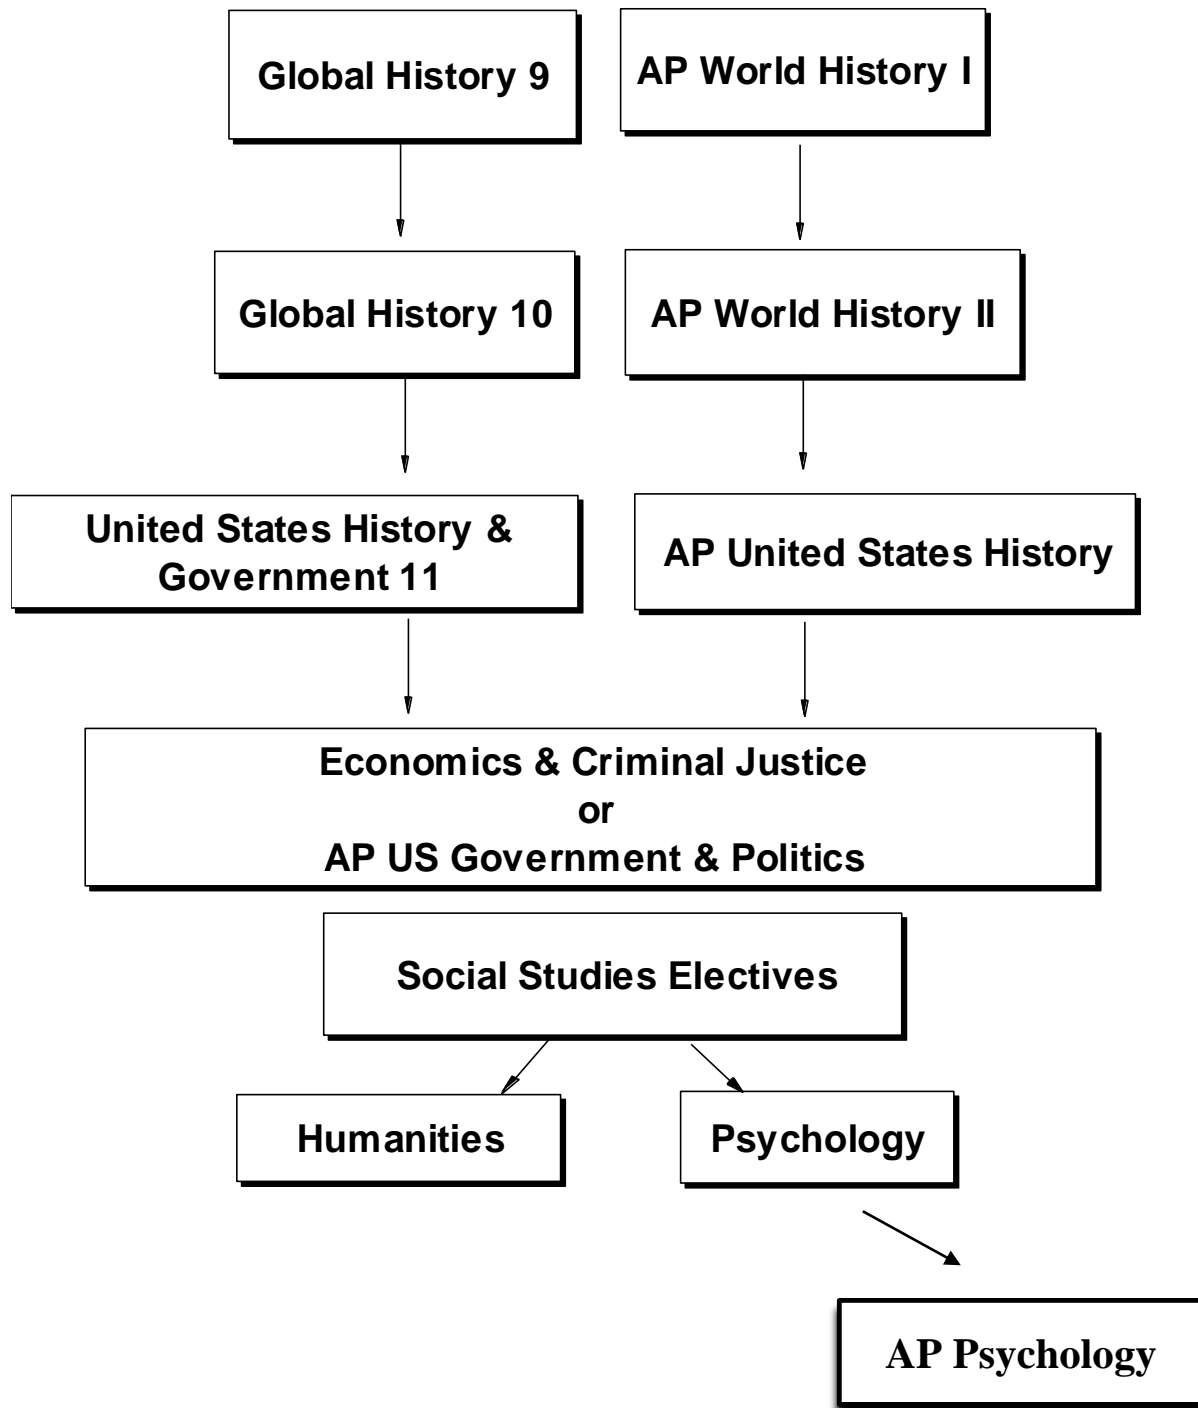 Global History 9
AP World History I
Global History 10
AP World History II
United States History &
Government 11
AP United States History
Economics & Criminal Justice
or
AP US Government & Politics
Social Studies Electives
Humanities
Psychology
AP Psychology